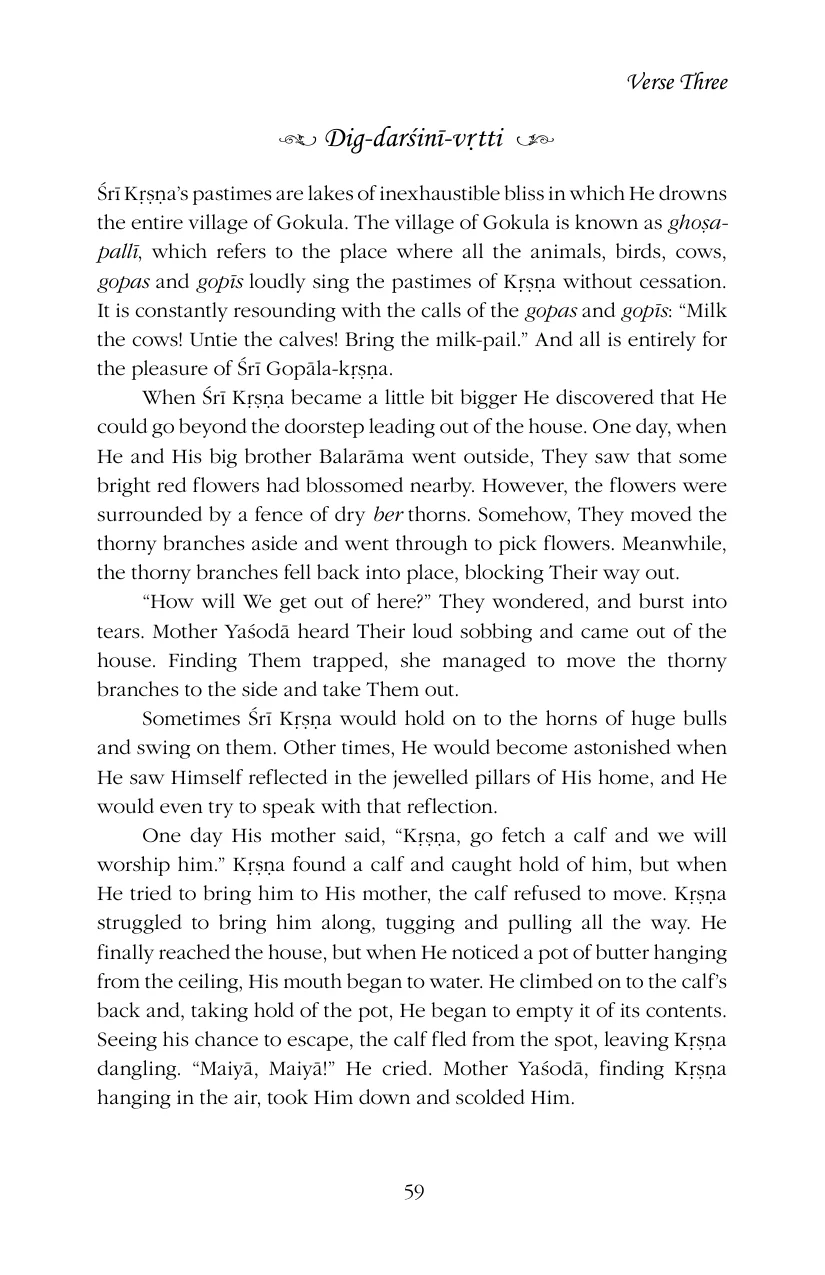 Verse Three
Dig-darśinī-vṛtti
Śrī Kṛṣṇa’s pastimes are lakes of inexhaustible bliss in which He drowns
the entire village of Gokula. The village of Gokula is known as ghoṣa-
pallī, which refers to the place where all the animals, birds, cows,
gopas and gopīs loudly sing the pastimes of Kṛṣṇa without cessation.
It is constantly resounding with the calls of the gopas and gopīs: “Milk
the cows! Untie the calves! Bring the milk-pail.” And all is entirely for
the pleasure of Śrī Gopāla-kṛṣṇa.
When Śrī Kṛṣṇa became a little bit bigger He discovered that He
could go beyond the doorstep leading out of the house. One day, when
He and His big brother Balarāma went outside, They saw that some
bright red flowers had blossomed nearby. However, the flowers were
surrounded by a fence of dry ber thorns. Somehow, They moved the
thorny branches aside and went through to pick flowers. Meanwhile,
the thorny branches fell back into place, blocking Their way out.
“How will We get out of here?” They wondered, and burst into
tears. Mother Yaśodā heard Their loud sobbing and came out of the
house. Finding Them trapped, she managed to move the thorny
branches to the side and take Them out.
Sometimes Śrī Kṛṣṇa would hold on to the horns of huge bulls
and swing on them. Other times, He would become astonished when
He saw Himself reflected in the jewelled pillars of His home, and He
would even try to speak with that reflection.
One day His mother said, “Kṛṣṇa, go fetch a calf and we will
worship him.” Kṛṣṇa found a calf and caught hold of him, but when
He tried to bring him to His mother, the calf refused to move. Kṛṣṇa
struggled to bring him along, tugging and pulling all the way. He
finally reached the house, but when He noticed a pot of butter hanging
from the ceiling, His mouth began to water. He climbed on to the calf’s
back and, taking hold of the pot, He began to empty it of its contents.
Seeing his chance to escape, the calf fled from the spot, leaving Kṛṣṇa
dangling. “Maiyā, Maiyā!” He cried. Mother Yaśodā, finding Kṛṣṇa
hanging in the air, took Him down and scolded Him.
59